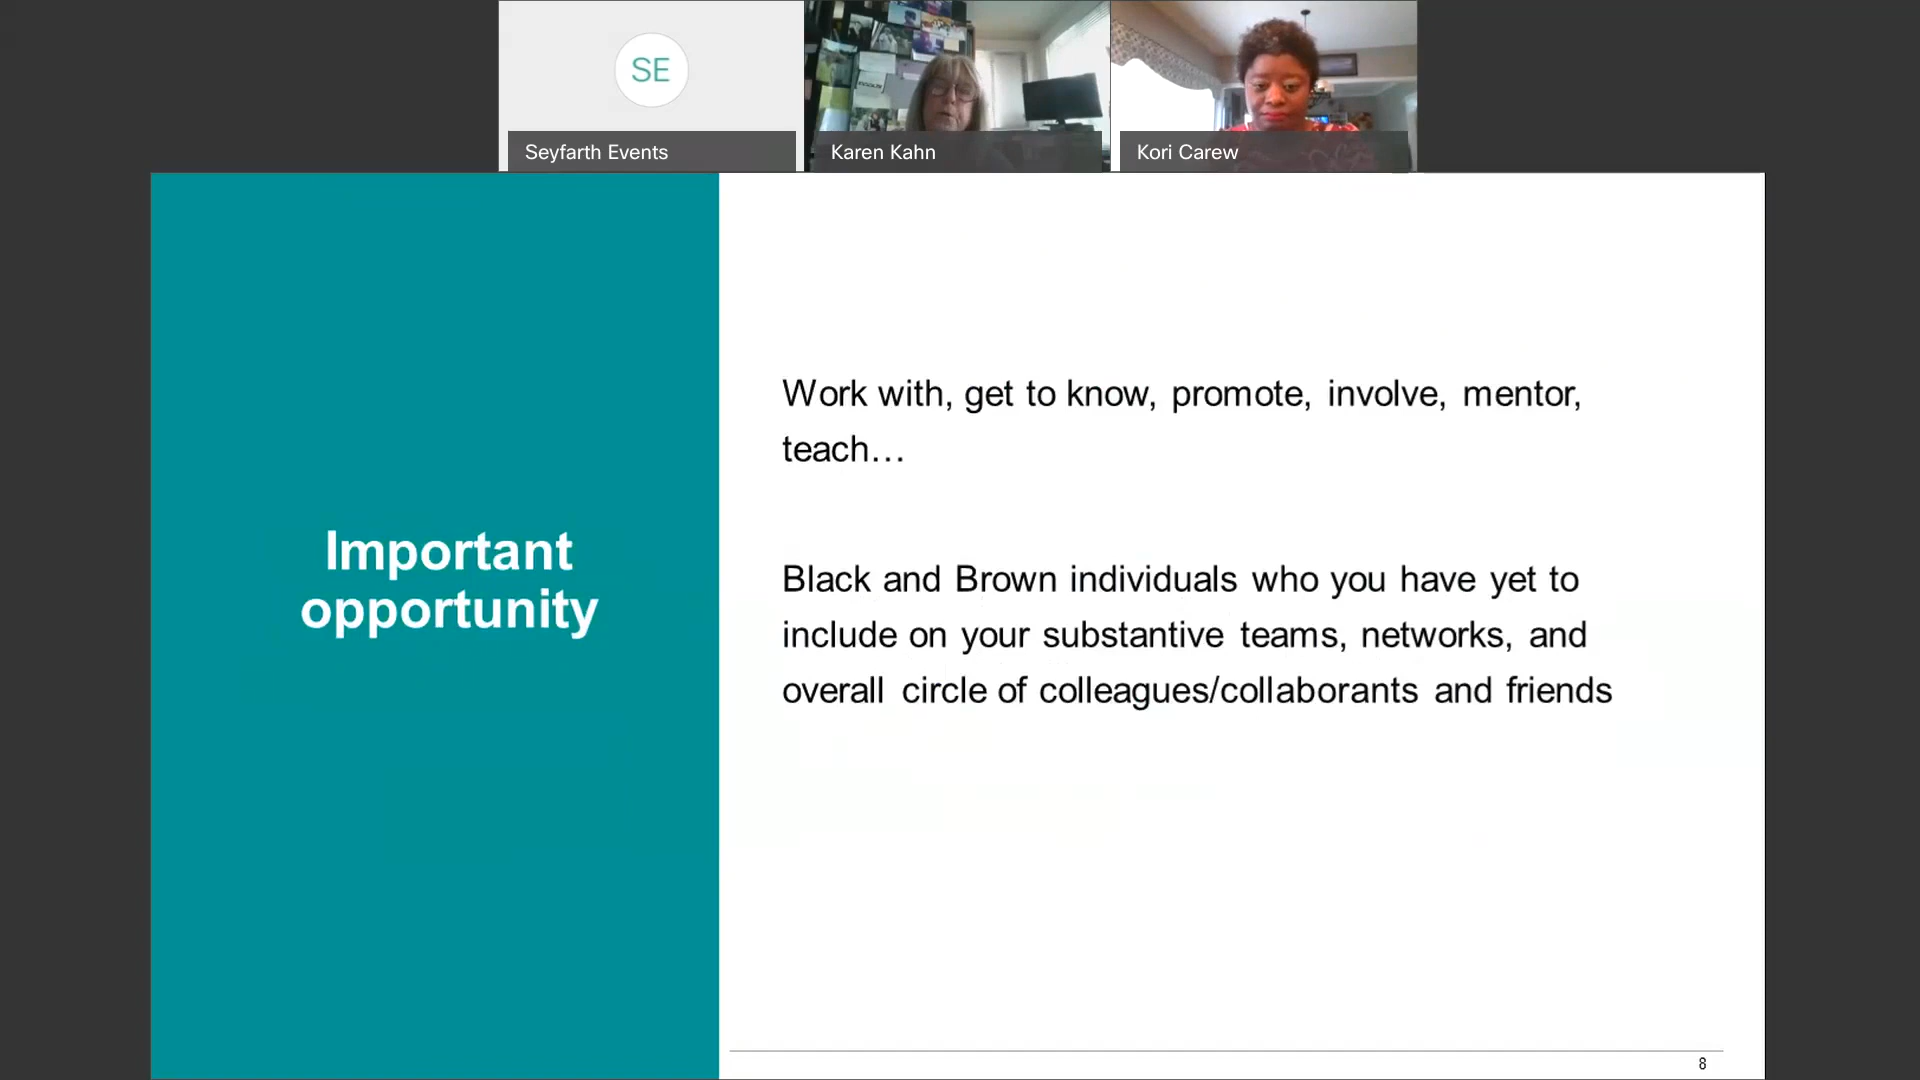 SE
Seyfarth Events
Karen Kahn
Kori Carew
Important
opportunity
Work with, get to know, promote, involve, mentor,
teach…
Black and Brown individuals who you have yet to
include on your substantive teams, networks, and
overall circle of colleagues/collaborants and friends
8